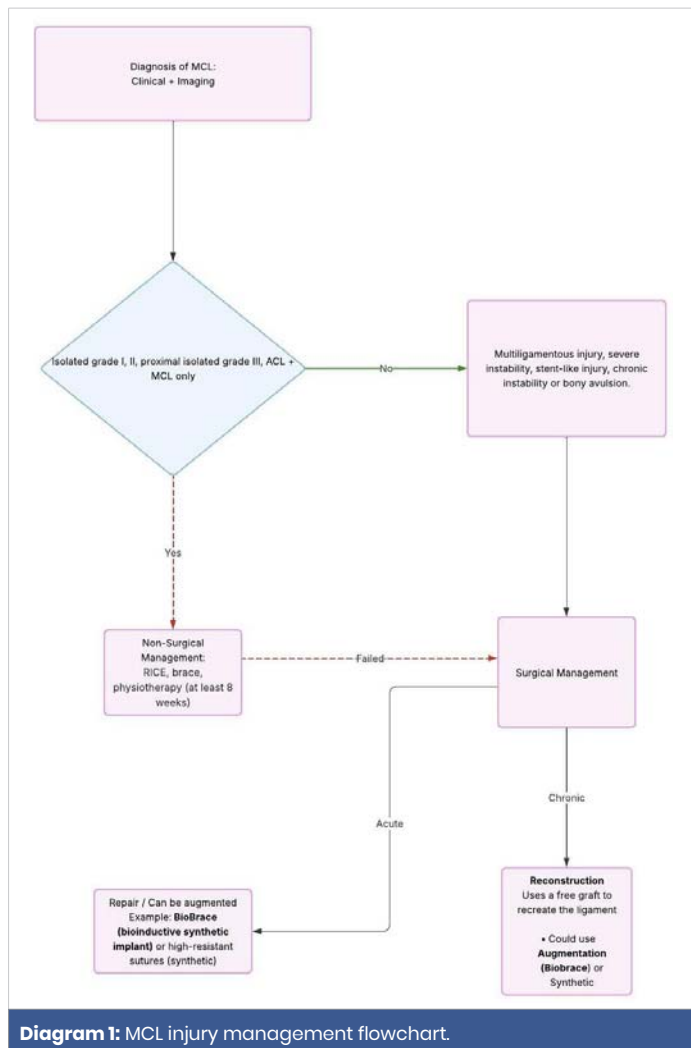 Diagnosis of MCL:
Clinical + Imaging
Isolated grade I, II, proximal isolated grade III, ACL +
MCL only
No
Multiligamentous injury, severe
instability, stent-like injury, chronic
instability or bony avulsion.
Yes
Non-Surgical
Management:
RICE, brace,
physiotherapy (at least 8
weeks)
Failed
Surgical Management
Acute
Chronic
Repair / Can be augmented
Example: BioBrace
(bioinductive synthetic
implant) or high-resistant
sutures (synthetic)
Reconstruction
Uses a free graft to
recreate the ligament
• Could use
Augmentation
(Biobrace) or
Synthetic
Diagram 1: MCL injury management flowchart.